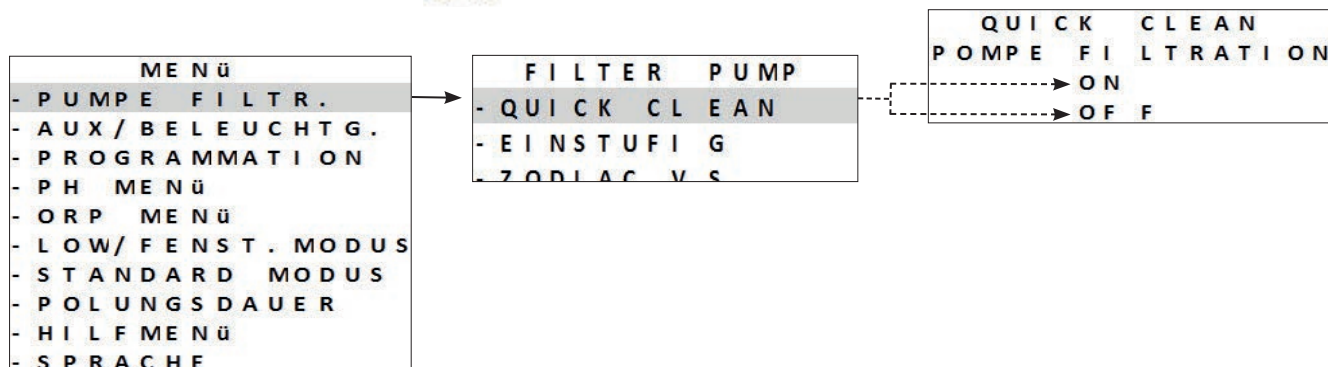 MENü
- PUMPE FILTR.
- AUX/BELEUCHTG.
- PROGRAMMATION
- PH MENü
- ORP MENü
- LOW/FENST.MODUS
- STANDARD MODUS
- POLUNGSDAUER
- HILFMENü
- SPRACHE
FILTER PUMP
- QUICK CLEAN
- EINSTUFIG
- ZODIAC VS
QUICK CLEAN
POMPE FILTRATION
ON
OFF